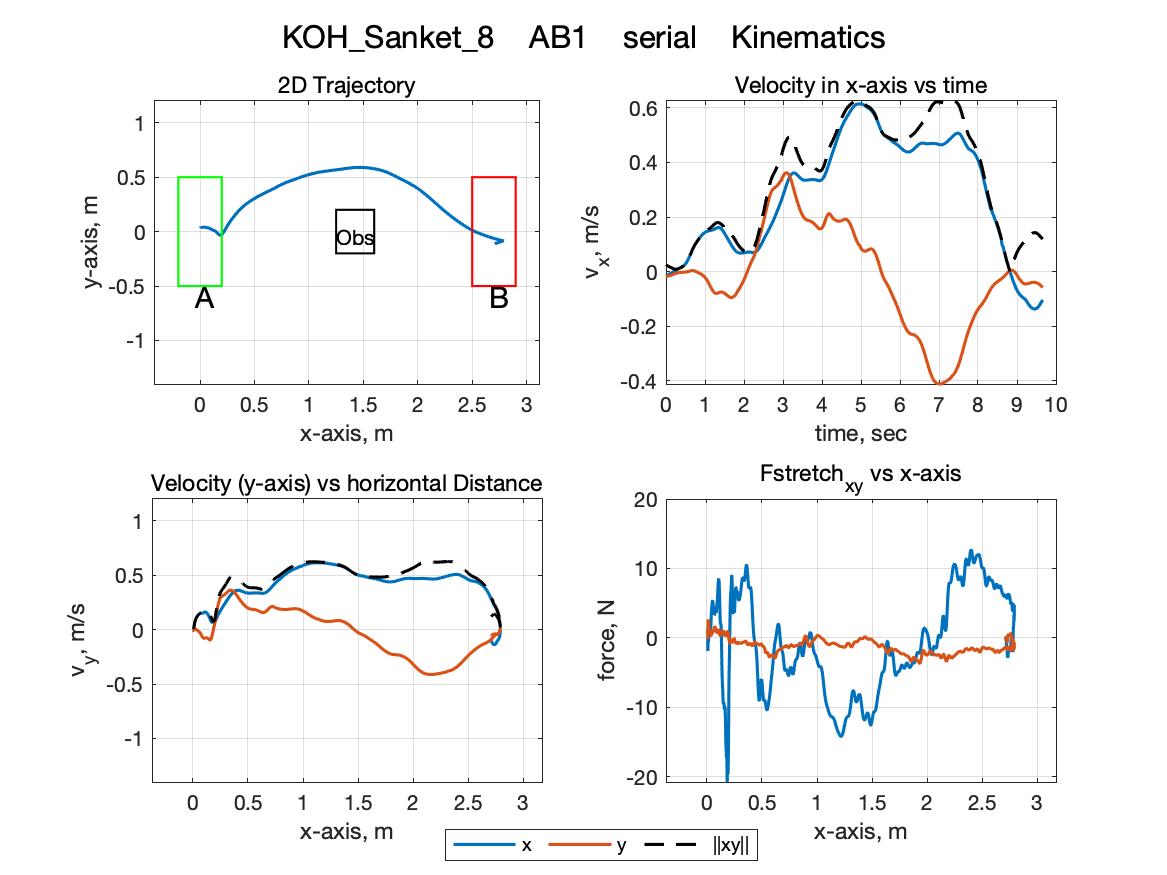 KOH_Sanket_8 AB1 serial Kinematics
2D Trajectory
1
0.5
0
-0.5
-1
y-axis, m
Obs
A
B
0 0.5 1 1.5 2 2.5 3
x-axis, m
Velocity in x-axis vs time
0.6
0.4
0.2
0
-0.2
-0.4
v_x, m/s
0 1 2 3 4 5 6 7 8 9 10
time, sec
Velocity (y-axis) vs horizontal Distance
1
0.5
0
-0.5
-1
v_y, m/s
0 0.5 1 1.5 2 2.5 3
x-axis, m
Fstretch_xy vs x-axis
20
10
0
-10
-20
force, N
0 0.5 1 1.5 2 2.5 3
x-axis, m
x y ||xy||